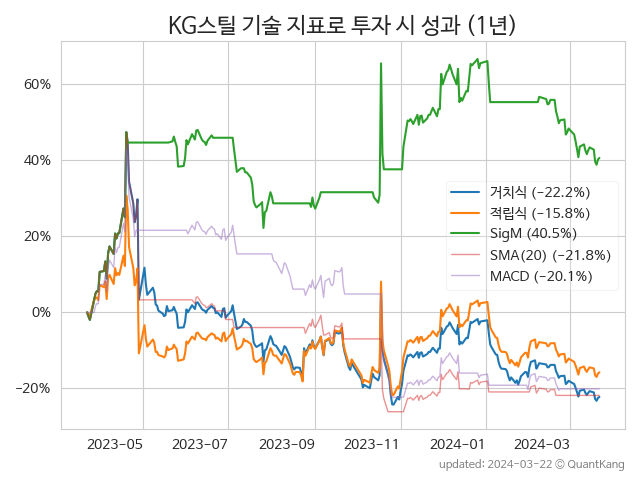 KG스틸 기술 지표로 투자 시 성과 (1년)
60%
40%
20%
0%
−20%
거치식 (−22.2%)
적립식 (−15.8%)
SigM (40.5%)
SMA(20) (−21.8%)
MACD (−20.1%)
2023−05
2023−07
2023−09
2023−11
2024−01
2024−03
updated: 2024−03−22 © QuantKang